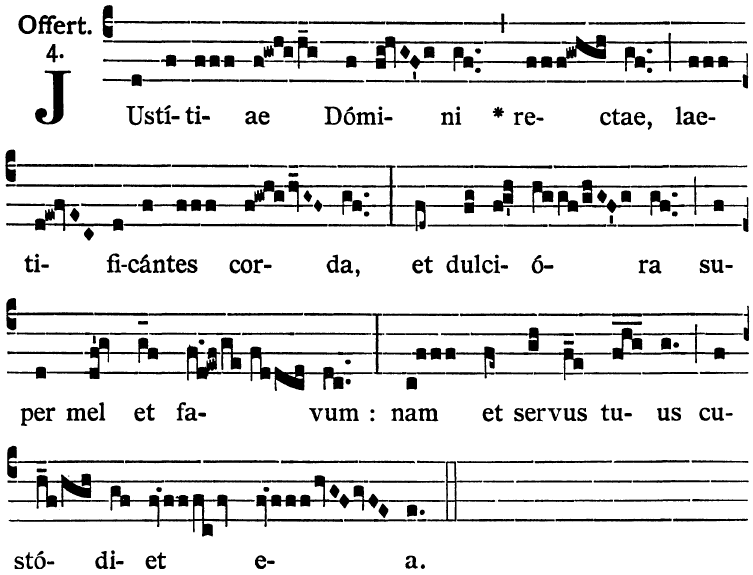 Offert.
4.
JUstí-ti- ae Dómi- ni * re- ctae, lae-
ti- fi-cántes cor- da, et dulci- ó- ra su-
per mel et fa- vum : nam et servus tu- us cu-
stó- di- et e- a.